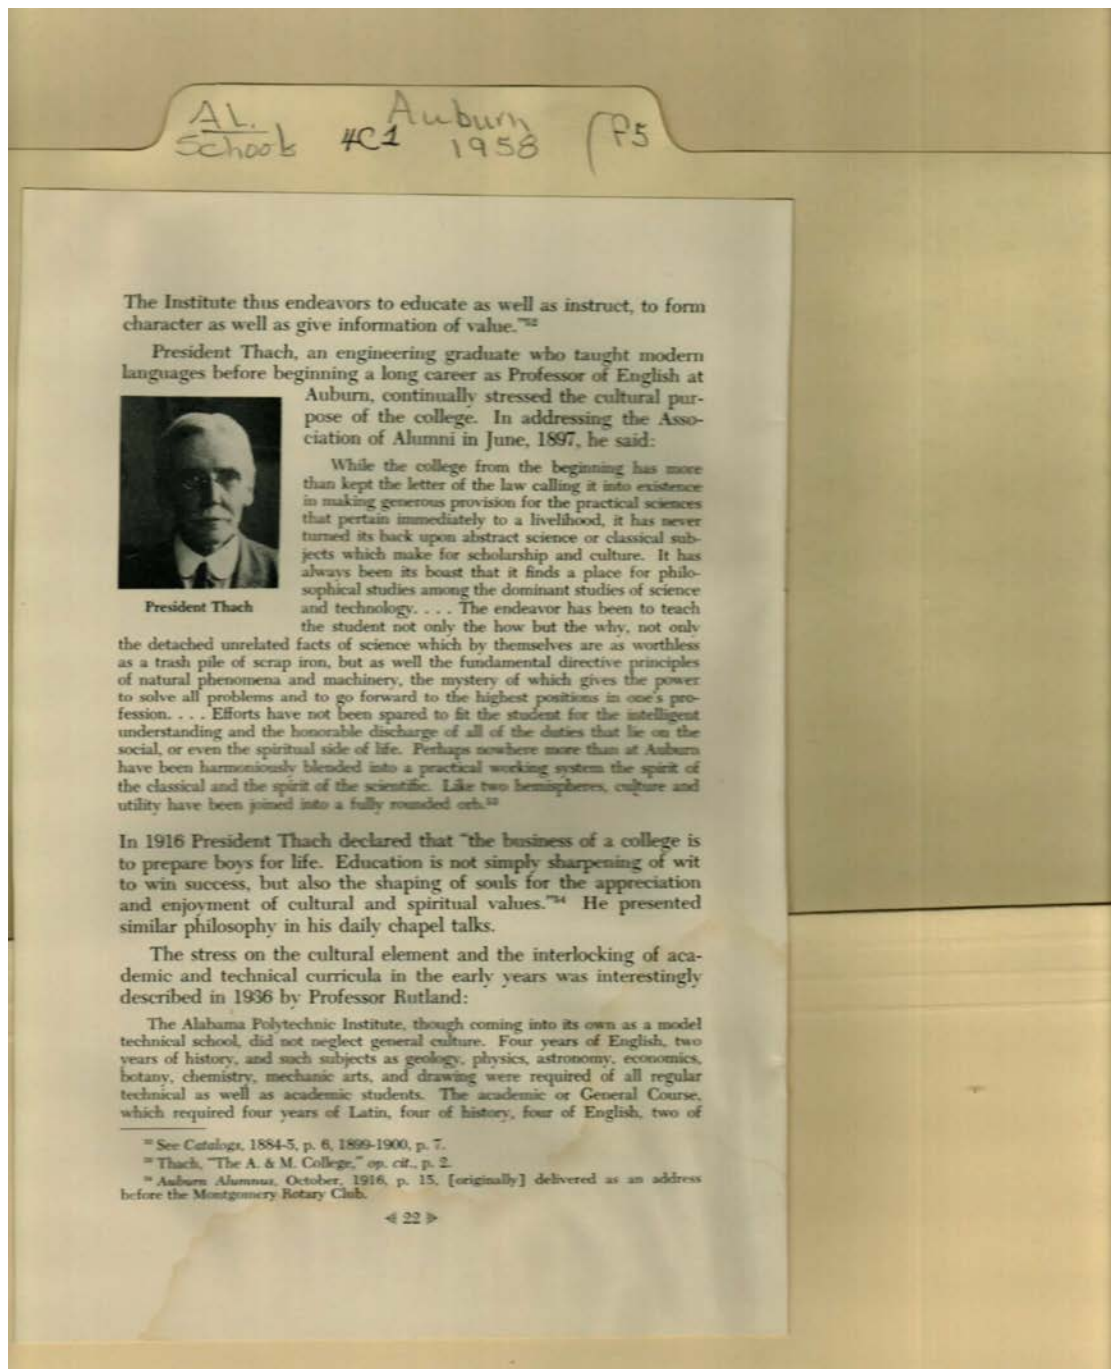 AL. Auburn
Schools 4C1 1958 (P5
The Institute thus endeavors to educate as well as instruct, to form
character as well as give information of value."⁵²
President Thach, an engineering graduate who taught modern
languages before beginning a long career as Professor of English at
Auburn, continually stressed the cultural pur-
pose of the college. In addressing the Asso-
ciation of Alumni in June, 1897, he said:
While the college from the beginning has more
than kept the letter of the law calling it into existence
in making generous provision for the practical sciences
that pertain immediately to a livelihood, it has never
turned its back upon abstract science or classical sub-
jects which make for scholarship and culture. It has
always been its boast that it finds a place for philo-
sophical studies among the dominant studies of science
and technology. . . . The endeavor has been to teach
the student not only the how but the why, not only
President Thach
the detached unrelated facts of science which by themselves are as worthless
as a trash pile of scrap iron, but as well the fundamental directive principles
of natural phenomena and machinery, the mystery of which gives the power
to solve all problems and to go forward to the highest positions in one's pro-
fession. . . . Efforts have not been spared to fit the student for the intelligent
understanding and the honorable discharge of all of the duties that lie on the
social, or even the spiritual side of life. Perhaps nowhere more than at Auburn
have been harmoniously blended into a practical working system the spirit of
the classical and the spirit of the scientific. Like two hemispheres, culture and
utility have been joined into a fully rounded orb.⁵³
In 1916 President Thach declared that "the business of a college is
to prepare boys for life. Education is not simply sharpening of wit
to win success, but also the shaping of souls for the appreciation
and enjoyment of cultural and spiritual values."⁵⁴ He presented
similar philosophy in his daily chapel talks.
The stress on the cultural element and the interlocking of aca-
demic and technical curricula in the early years was interestingly
described in 1936 by Professor Rutland:
The Alabama Polytechnic Institute, though coming into its own as a model
technical school, did not neglect general culture. Four years of English, two
years of history, and such subjects as geology, physics, astronomy, economics,
botany, chemistry, mechanic arts, and drawing were required of all regular
technical as well as academic students. The academic or General Course,
which required four years of Latin, four of history, four of English, two of
⁵² See Catalogs, 1884-5, p. 6, 1899-1900, p. 7.
⁵³ Thach, "The A. & M. College," op. cit., p. 2.
⁵⁴ Auburn Alumnus, October, 1916, p. 15, [originally] delivered as an address
before the Montgomery Rotary Club.
22